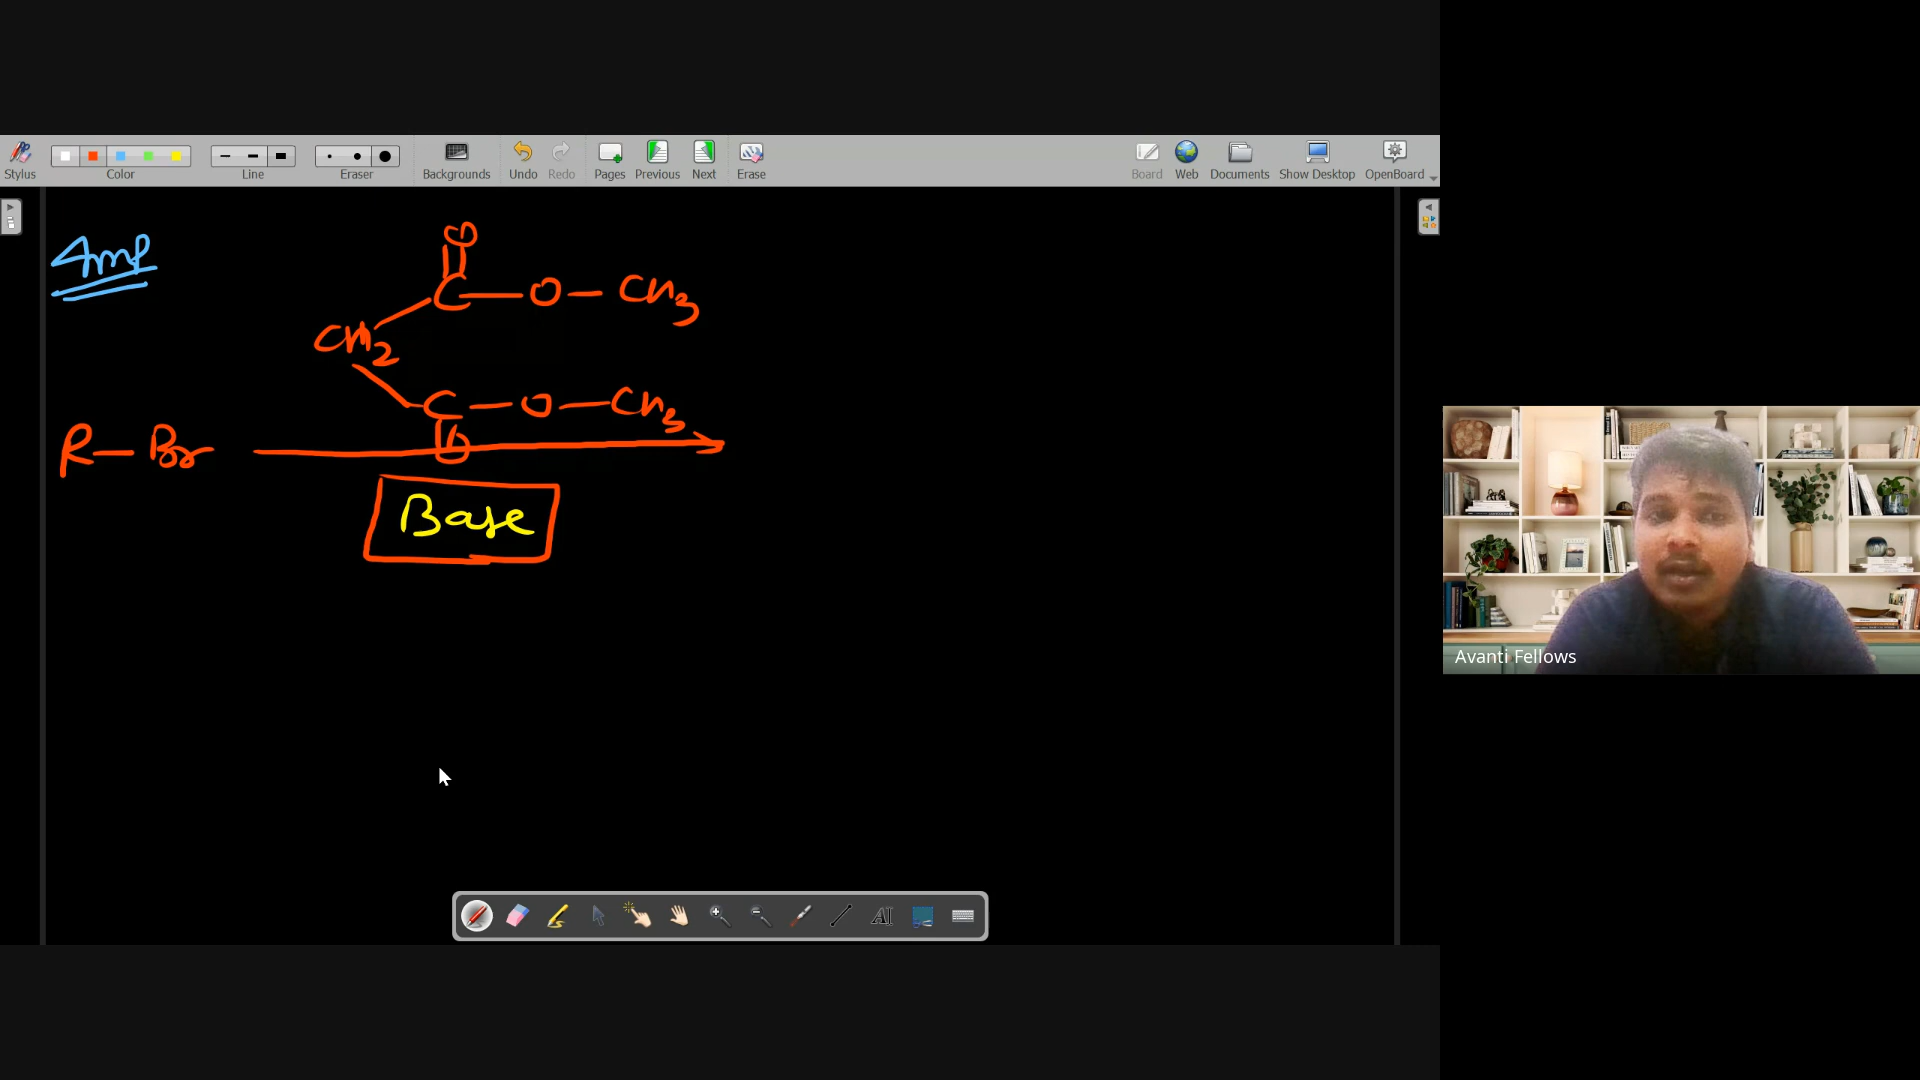 Stylus Color Line Eraser Backgrounds Undo Redo Pages Previous Next Erase Board Web Documents Show Desktop OpenBoard
Imp
O
C — O — CH3
CH2
C — O — CH3
O
R — Br
Base
Avanti Fellows